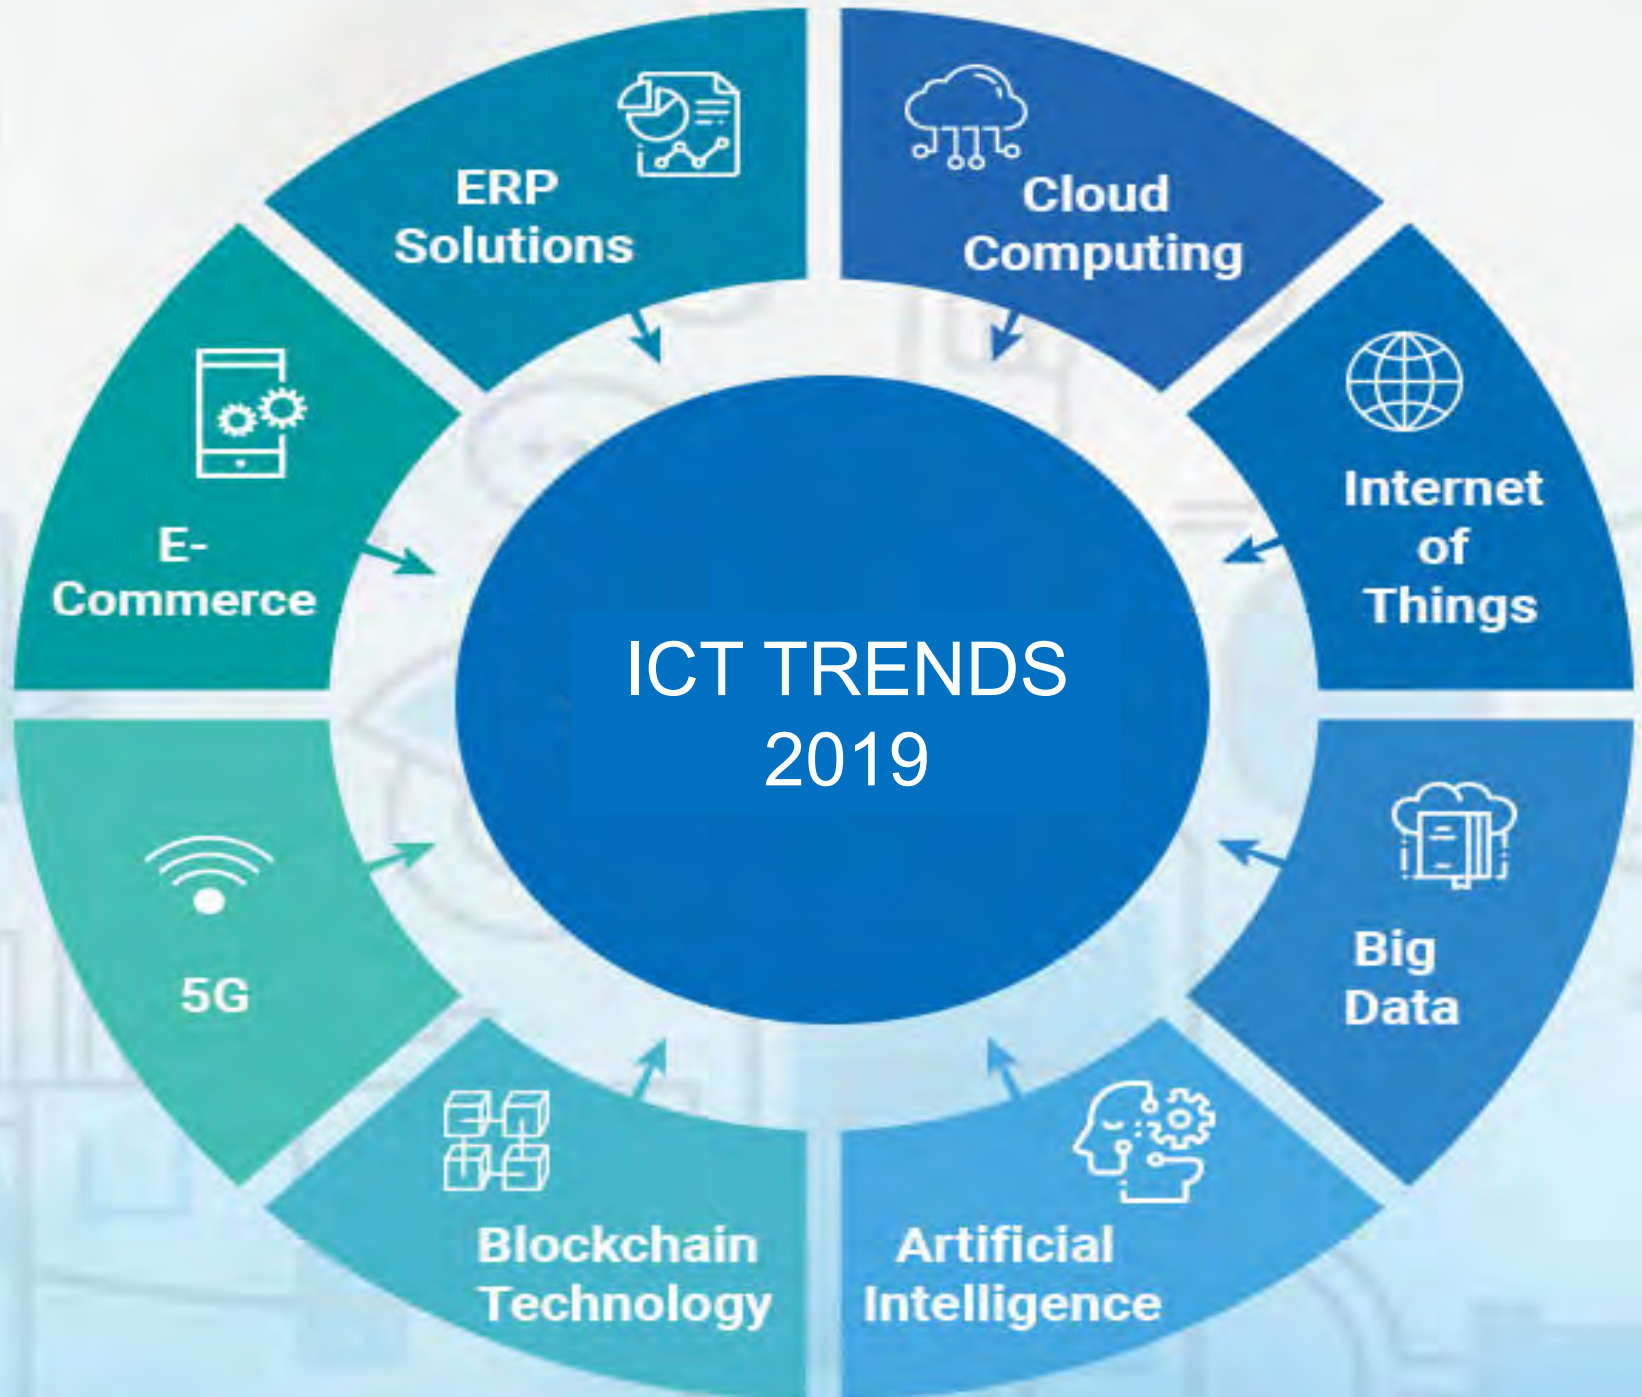 ERP
Solutions
Cloud
Computing
Internet
of
Things
Big
Data
Artificial
Intelligence
Blockchain
Technology
5G
E-
Commerce
ICT TRENDS
2019